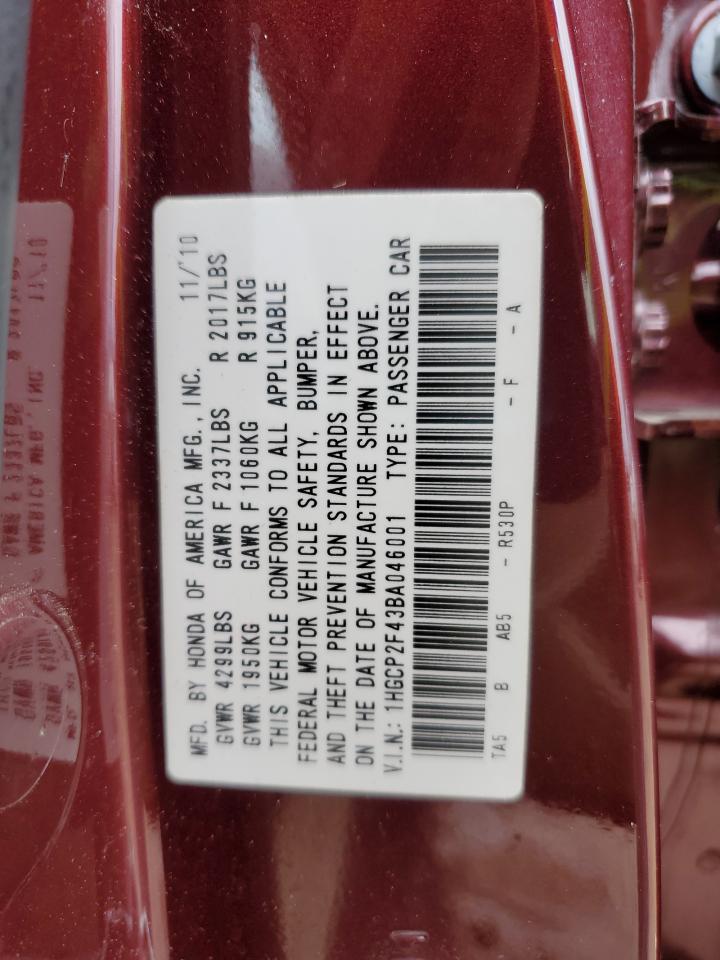 MFD. BY HONDA OF AMERICA MFG., INC. 11/'10
GVWR 4299LBS GAWR F 2337LBS R 2017LBS
GVWR 1950KG GAWR F 1060KG R 915KG
THIS VEHICLE CONFORMS TO ALL APPLICABLE
FEDERAL MOTOR VEHICLE SAFETY, BUMPER,
AND THEFT PREVENTION STANDARDS IN EFFECT
ON THE DATE OF MANUFACTURE SHOWN ABOVE.
V.I.N.: 1HGCP2F43BA046001 TYPE: PASSENGER CAR
TA5 B AB5 - R530P - F - A